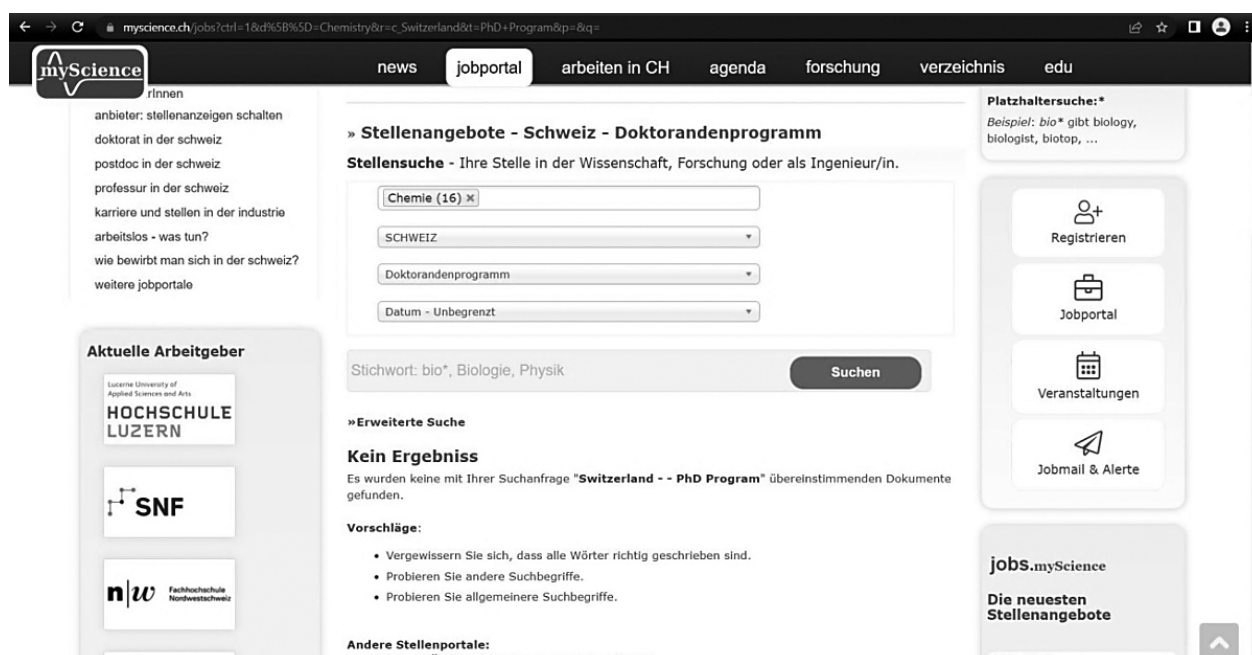 myscience.ch/jobs?ctrl=1&d%5B%5D=Chemistry&r=c_Switzerland&t=PhD+Program&p=&q=
myScience
news
jobportal
arbeiten in CH
agenda
forschung
verzeichnis
edu
rInnen
anbieter: stellenanzeigen schalten
doktorat in der schweiz
postdoc in der schweiz
professur in der schweiz
karriere und stellen in der industrie
arbeitslos - was tun?
wie bewirbt man sich in der schweiz?
weitere jobportale
Aktuelle Arbeitgeber
Lucerne University of
Applied Sciences and Arts
HOCHSCHULE
LUZERN
SNF
n|w Fachhochschule
Nordwestschweiz
» Stellenangebote - Schweiz - Doktorandenprogramm
Stellensuche - Ihre Stelle in der Wissenschaft, Forschung oder als Ingenieur/in.
Chemie (16) ×
SCHWEIZ
Doktorandenprogramm
Datum - Unbegrenzt
Stichwort: bio*, Biologie, Physik
Suchen
»Erweiterte Suche
Kein Ergebniss
Es wurden keine mit Ihrer Suchanfrage "Switzerland - - PhD Program" übereinstimmenden Dokumente
gefunden.
Vorschläge:
• Vergewissern Sie sich, dass alle Wörter richtig geschrieben sind.
• Probieren Sie andere Suchbegriffe.
• Probieren Sie allgemeinere Suchbegriffe.
Andere Stellenportale:
Platzhaltersuche:*
Beispiel: bio* gibt biology,
biologist, biotop, ...
Registrieren
Jobportal
Veranstaltungen
Jobmail & Alerte
jobs.myScience
Die neuesten
Stellenangebote